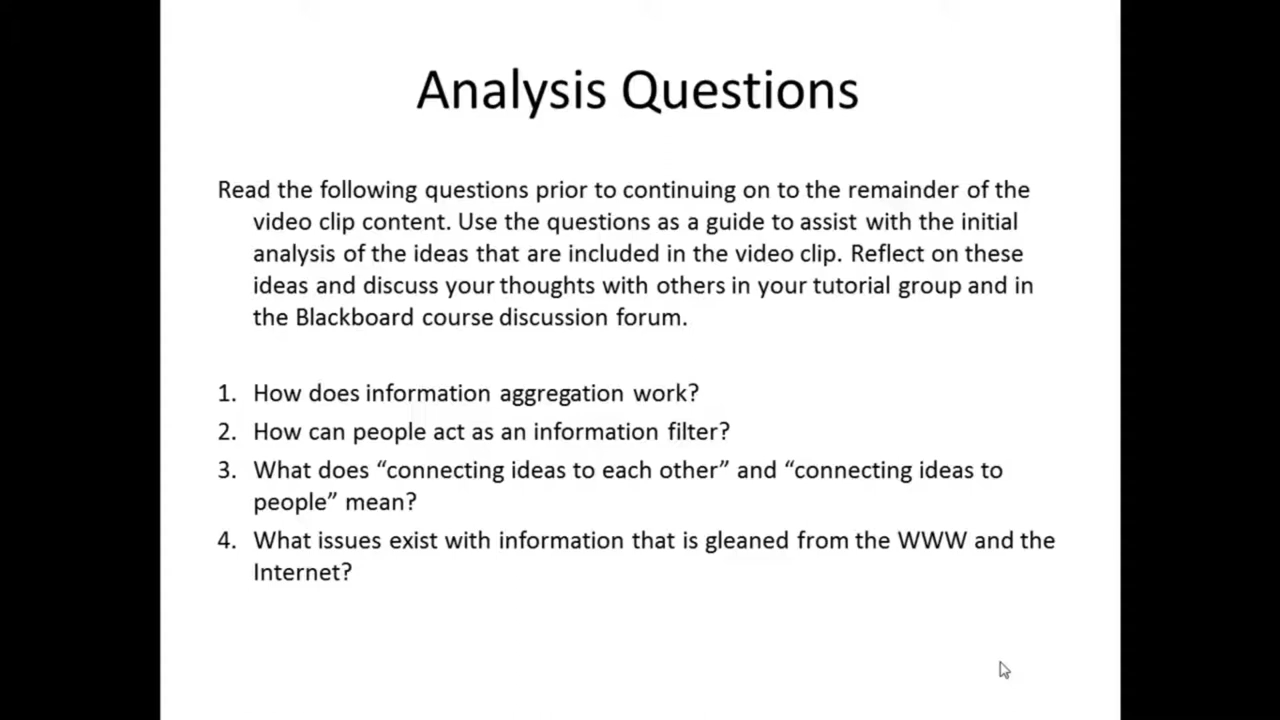 Analysis Questions
Read the following questions prior to continuing on to the remainder of the
video clip content. Use the questions as a guide to assist with the initial
analysis of the ideas that are included in the video clip. Reflect on these
ideas and discuss your thoughts with others in your tutorial group and in
the Blackboard course discussion forum.
1. How does information aggregation work?
2. How can people act as an information filter?
3. What does “connecting ideas to each other” and “connecting ideas to
people” mean?
4. What issues exist with information that is gleaned from the WWW and the
Internet?